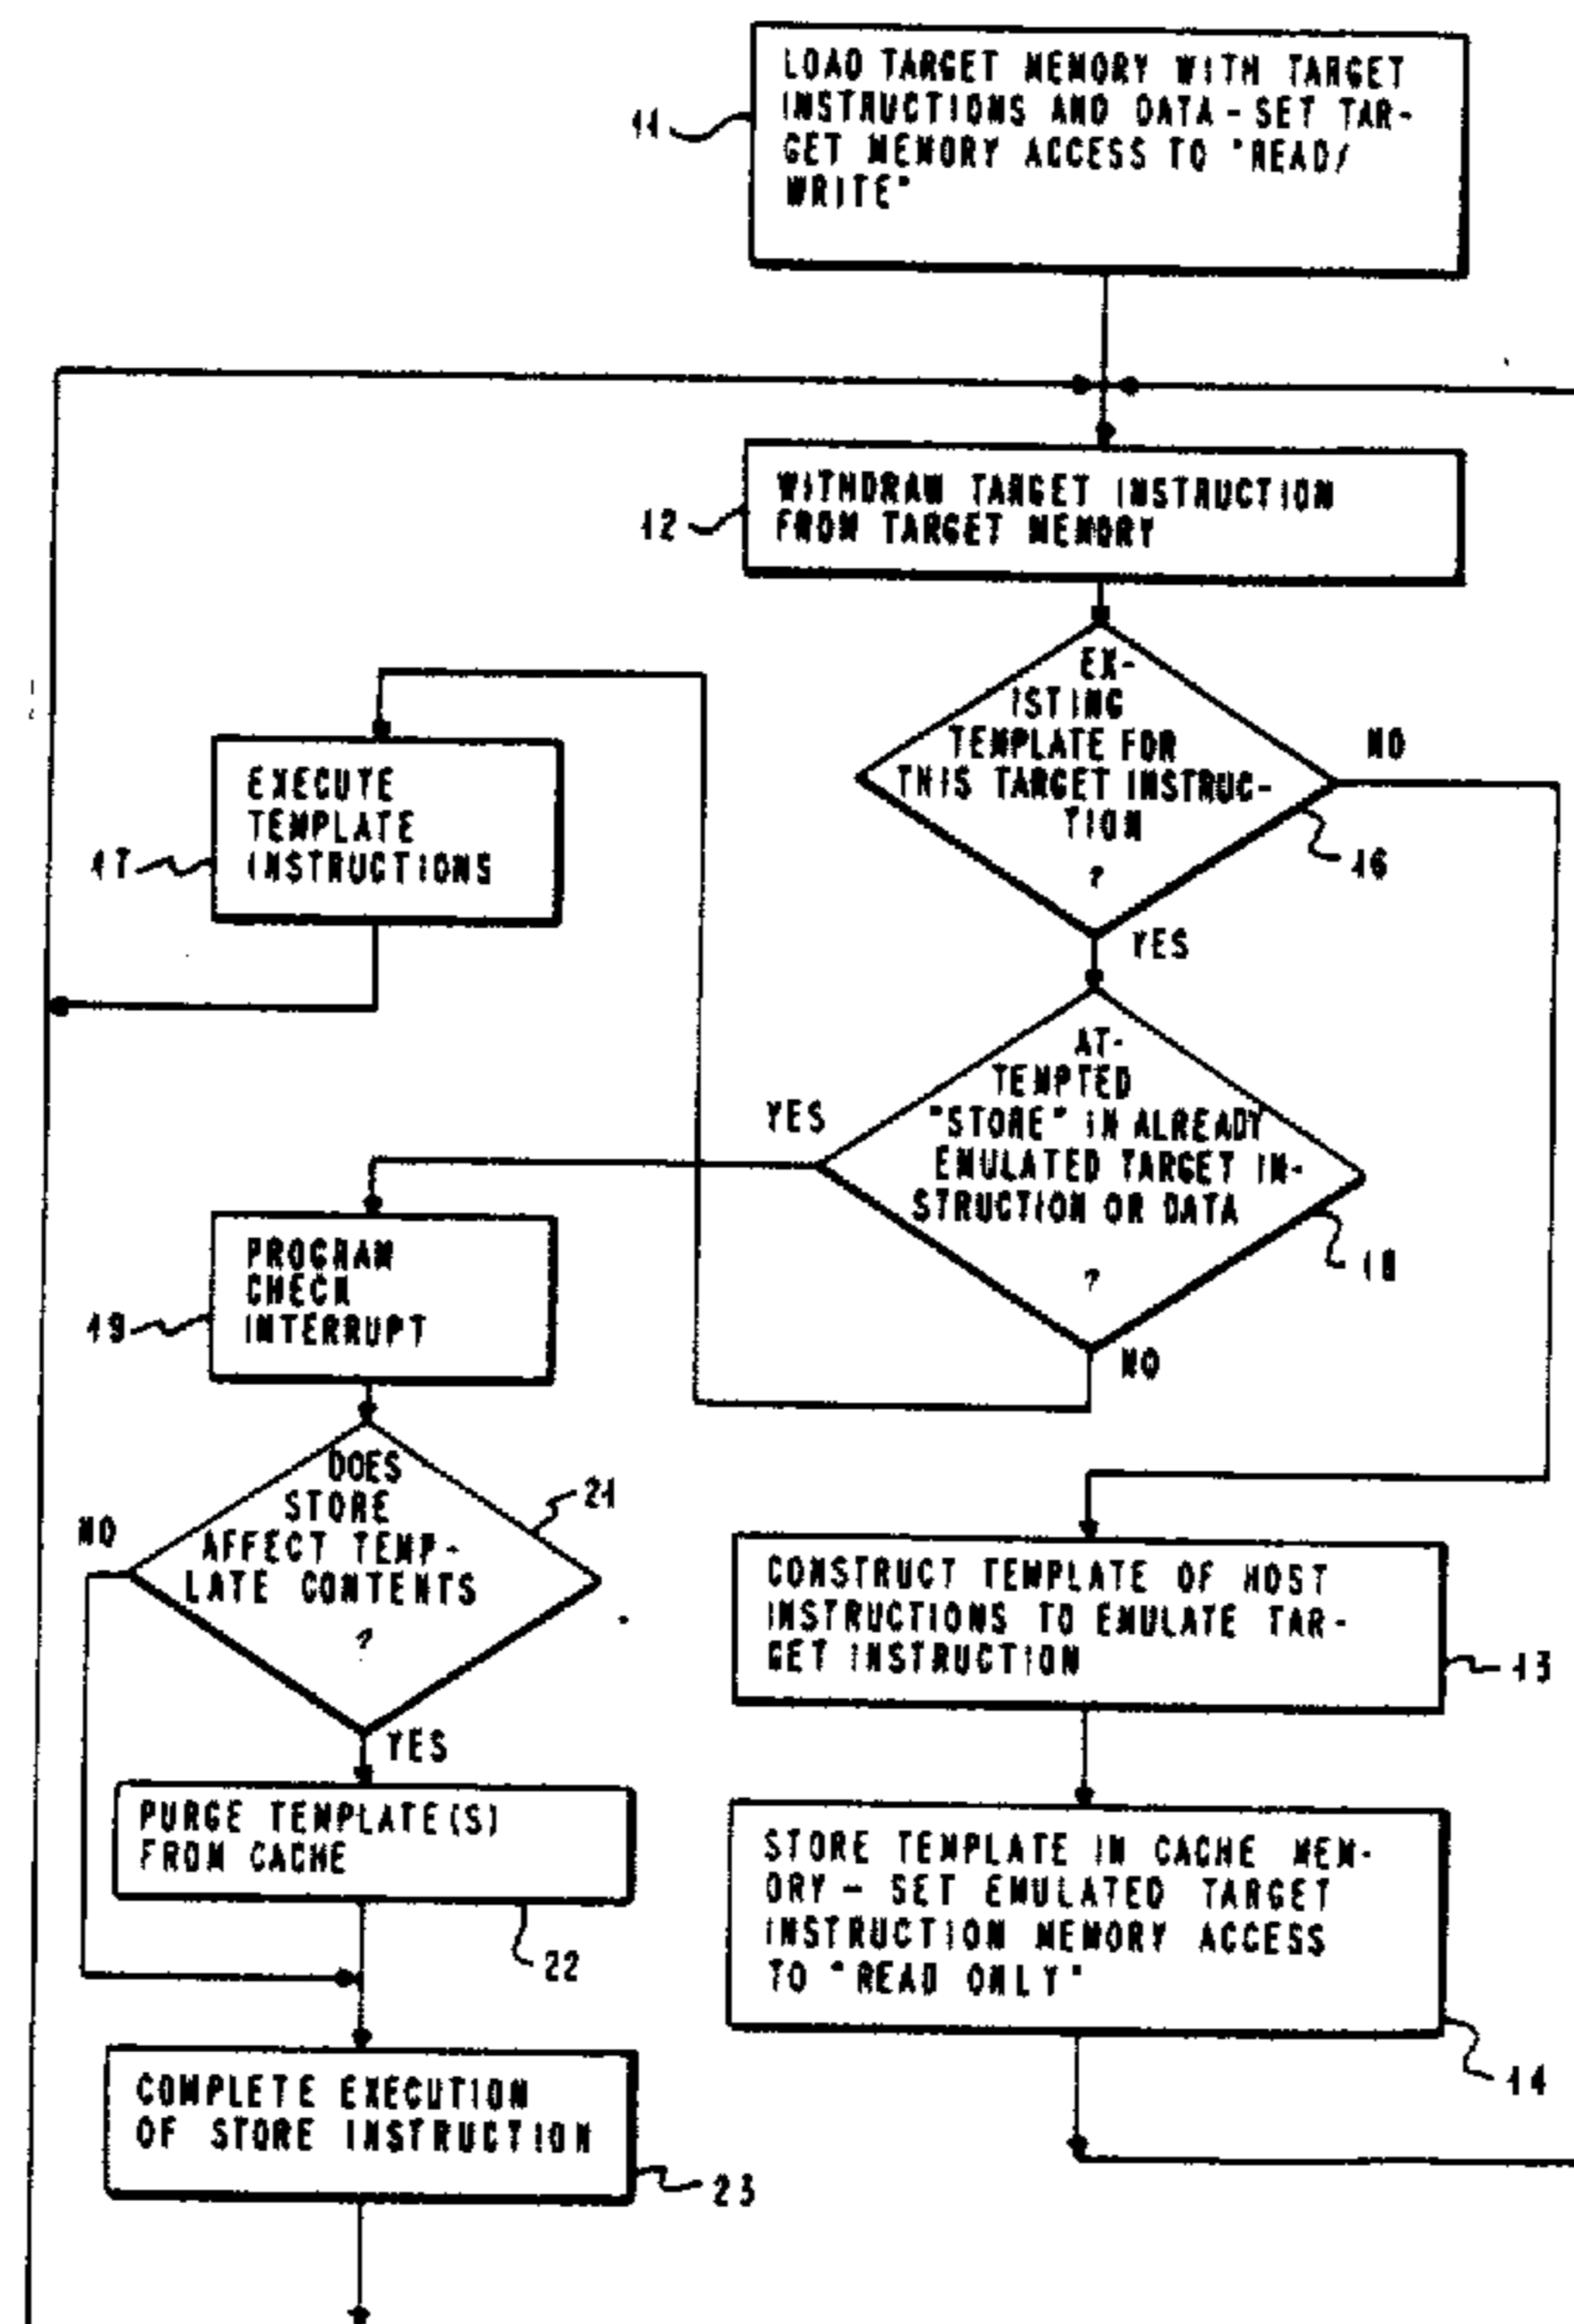 LOAD TARGET MEMORY WITH TARGET
INSTRUCTIONS AND DATA - SET TAR-
GET MEMORY ACCESS TO "READ/
WRITE"
11
WITHDRAW TARGET INSTRUCTION
FROM TARGET MEMORY
12
EX-
ISTING
TEMPLATE FOR
THIS TARGET INSTRUC-
TION
?
NO
16
YES
EXECUTE
TEMPLATE
INSTRUCTIONS
17
AT-
TEMPTED
"STORE" IN ALREADY
EMULATED TARGET IN-
STRUCTION OR DATA
?
YES
18
NO
PROGRAM
CHECK
INTERRUPT
19
DOES
STORE
AFFECT TEMP-
LATE CONTENTS
?
21
NO
YES
CONSTRUCT TEMPLATE OF HOST
INSTRUCTIONS TO EMULATE TAR-
GET INSTRUCTION
13
PURGE TEMPLATE(S)
FROM CACHE
22
STORE TEMPLATE IN CACHE MEM-
ORY - SET EMULATED TARGET
INSTRUCTION MEMORY ACCESS
TO "READ ONLY"
14
COMPLETE EXECUTION
OF STORE INSTRUCTION
23